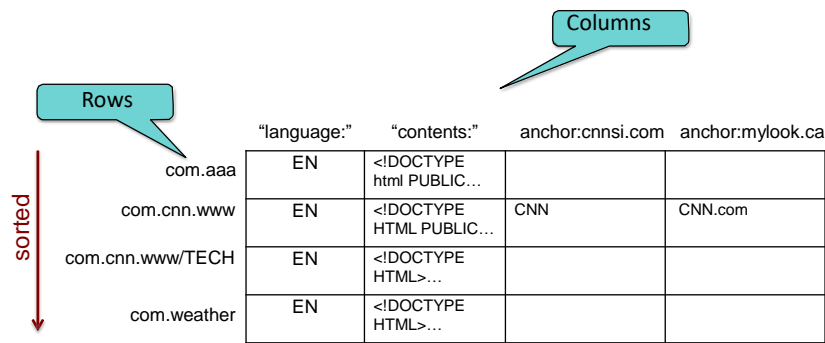 Columns
Rows
“language:” “contents:” anchor:cnnsi.com anchor:mylook.ca
com.aaa EN <!DOCTYPE
html PUBLIC…
com.cnn.www EN <!DOCTYPE CNN CNN.com
HTML PUBLIC…
sorted
com.cnn.www/TECH EN <!DOCTYPE
HTML>…
com.weather EN <!DOCTYPE
HTML>…